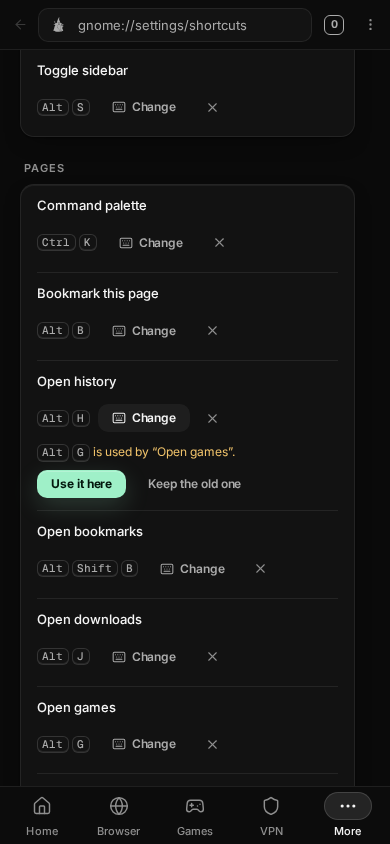 gnome://settings/shortcuts
0
Toggle sidebar
Alt S Change
PAGES
Command palette
Ctrl K Change
Bookmark this page
Alt B Change
Open history
Alt H Change
Alt G is used by “Open games”.
Use it here Keep the old one
Open bookmarks
Alt Shift B Change
Open downloads
Alt J Change
Open games
Alt G Change
Home Browser Games VPN More